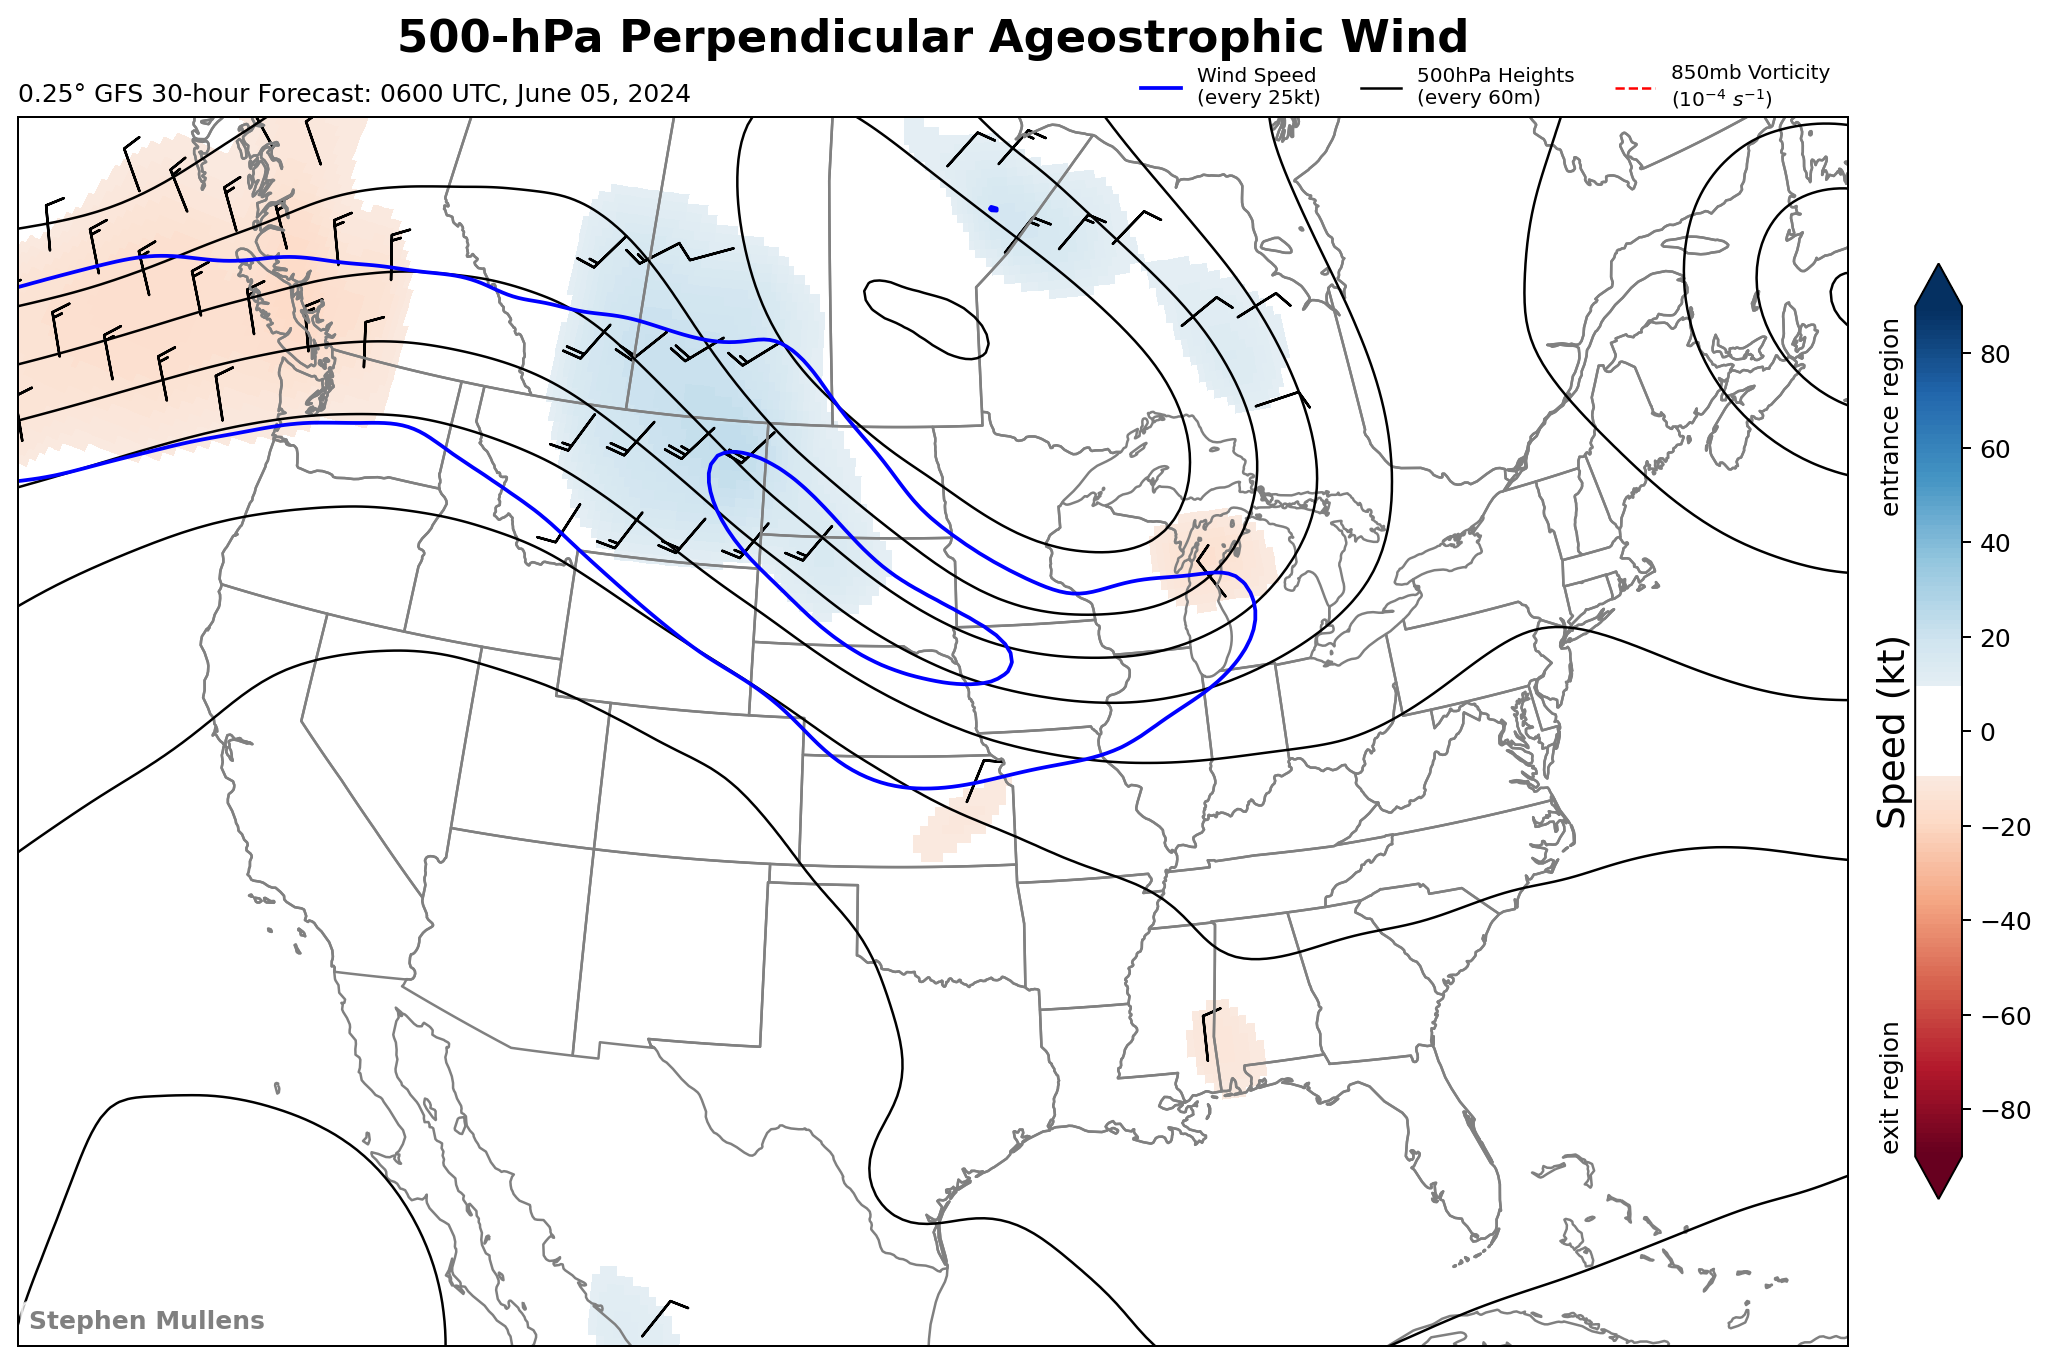 500-hPa Perpendicular Ageostrophic Wind
0.25° GFS 30-hour Forecast: 0600 UTC, June 05, 2024
Wind Speed
(every 25kt)
500hPa Heights
(every 60m)
850mb Vorticity
(10⁻⁴ s⁻¹)
entrance region
Speed (kt)
exit region
80
60
40
20
0
−20
−40
−60
−80
Stephen Mullens